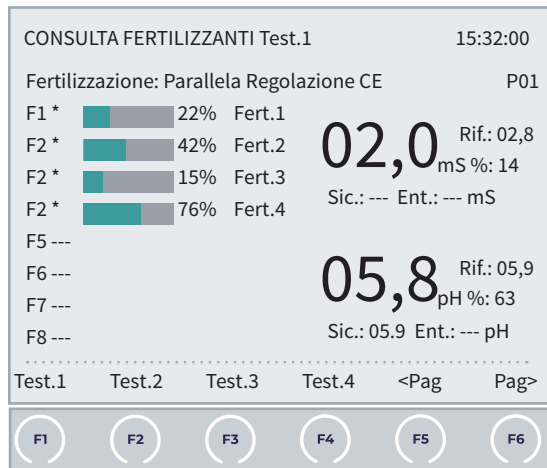 CONSULTA FERTILIZZANTI Test.1 15:32:00
Fertilizzazione: Parallela Regolazione CE P01
F1 * 22% Fert.1
F2 * 42% Fert.2
F2 * 15% Fert.3
F2 * 76% Fert.4
F5 ---
F6 ---
F7 ---
F8 ---
02,0 mS Rif.: 02,8
%: 14
Sic.: --- Ent.: --- mS
05,8 pH Rif.: 05,9
%: 63
Sic.: 05.9 Ent.: --- pH
Test.1 Test.2 Test.3 Test.4 <Pag Pag>
F1 F2 F3 F4 F5 F6